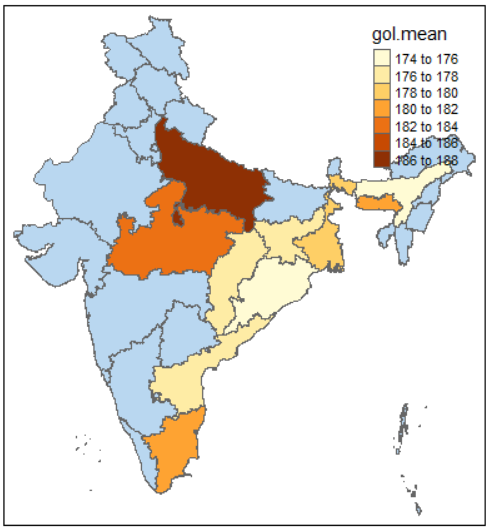 gol.mean
174 to 176
176 to 178
178 to 180
180 to 182
182 to 184
184 to 186
186 to 188